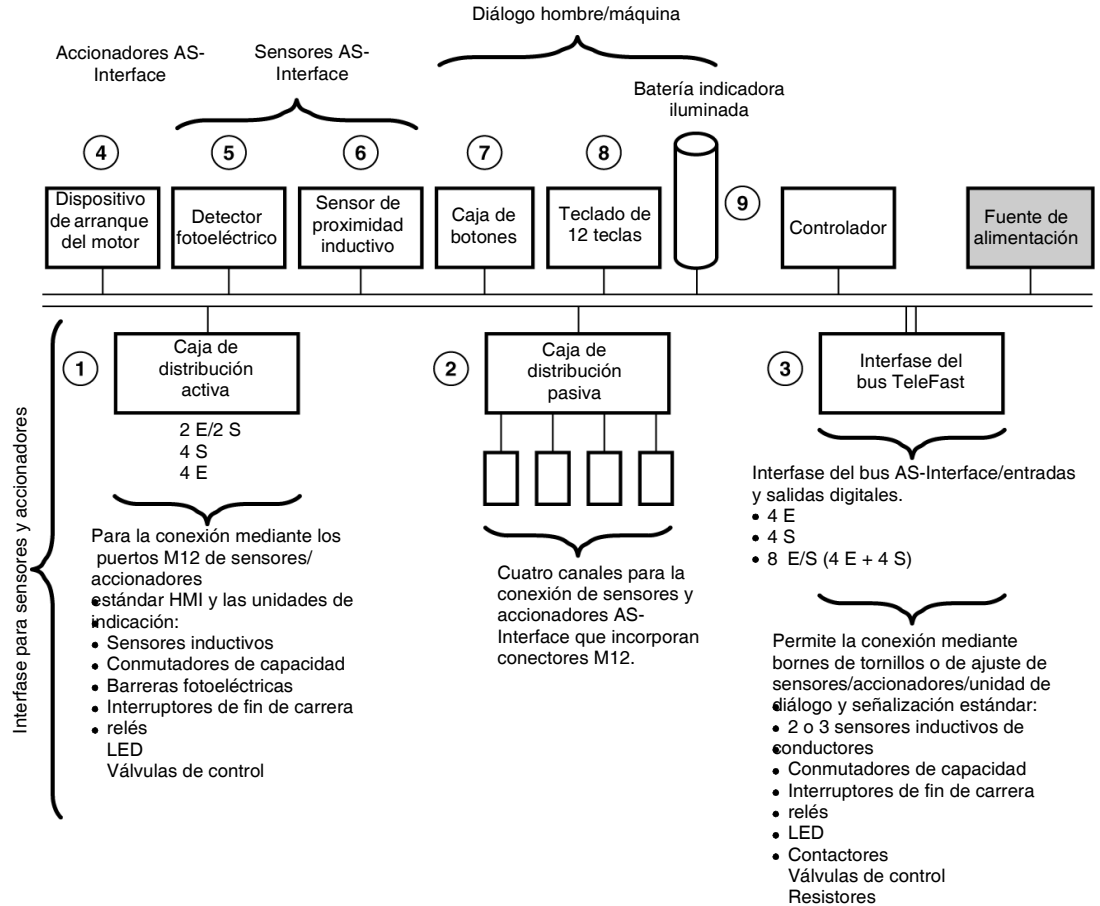 Diálogo hombre/máquina
Accionadores AS-
Interface
Sensores AS-
Interface
Batería indicadora
iluminada
4
5
6
7
8
9
Dispositivo
de arranque
del motor
Detector
fotoeléctrico
Sensor de
proximidad
inductivo
Caja de
botones
Teclado de
12 teclas
Controlador
Fuente de
alimentación
Interfase para sensores y accionadores
1
Caja de
distribución
activa
2 E/2 S
4 S
4 E
Para la conexión mediante los
puertos M12 de sensores/
accionadores
estándar HMI y las unidades de
indicación:
• Sensores inductivos
• Conmutadores de capacidad
• Barreras fotoeléctricas
• Interruptores de fin de carrera
• relés
LED
Válvulas de control
2
Caja de
distribución
pasiva
Cuatro canales para la
conexión de sensores y
accionadores AS-
Interface que incorporan
conectores M12.
3
Interfase del
bus TeleFast
Interfase del bus AS-Interface/entradas
y salidas digitales.
• 4 E
• 4 S
• 8 E/S (4 E + 4 S)
Permite la conexión mediante
bornes de tornillos o de ajuste de
sensores/accionadores/unidad de
diálogo y señalización estándar:
• 2 o 3 sensores inductivos de
conductores
• Conmutadores de capacidad
• Interruptores de fin de carrera
• relés
• LED
• Contactores
Válvulas de control
Resistores